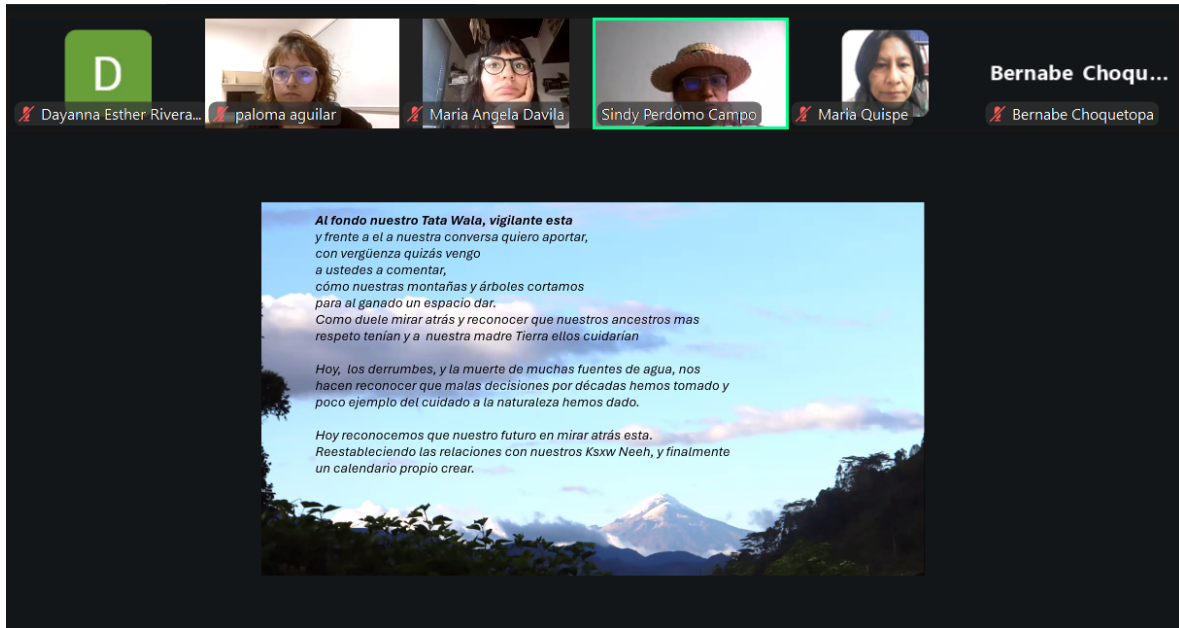 D
Bernabe Choqu...
Dayanna Esther Rivera...
paloma aguilar
Maria Angela Davila
Sindy Perdomo Campo
Maria Quispe
Bernabe Choquetopa
Al fondo nuestro Tata Wala, vigilante esta
y frente a el a nuestra conversa quiero aportar,
con vergüenza quizás vengo
a ustedes a comentar,
cómo nuestras montañas y árboles cortamos
para al ganado un espacio dar.
Como duele mirar atrás y reconocer que nuestros ancestros mas
respeto tenían y a nuestra madre Tierra ellos cuidarían
Hoy, los derrumbes, y la muerte de muchas fuentes de agua, nos
hacen reconocer que malas decisiones por décadas hemos tomado y
poco ejemplo del cuidado a la naturaleza hemos dado.
Hoy reconocemos que nuestro futuro en mirar atrás esta.
Reestableciendo las relaciones con nuestros Ksxw Neeh, y finalmente
un calendario propio crear.